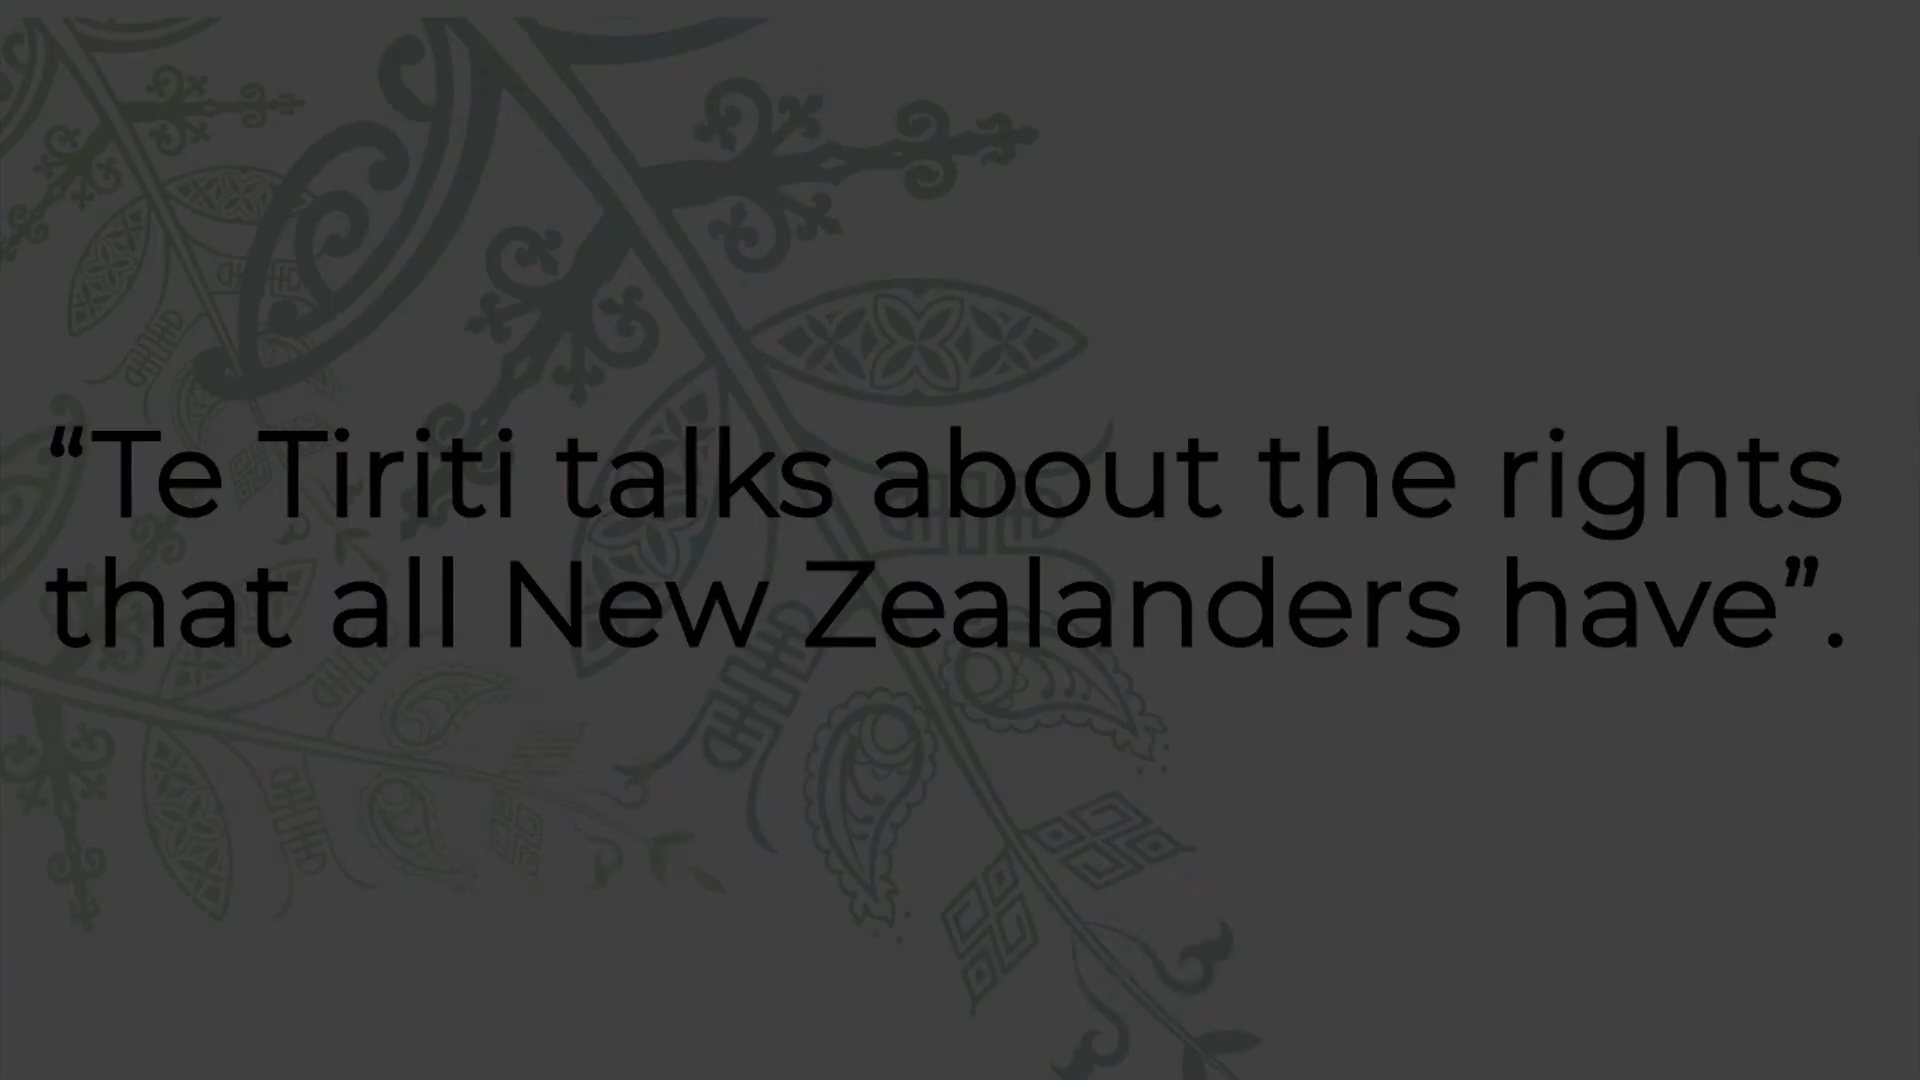 “Te Tiriti talks about the rights
that all New Zealanders have”.